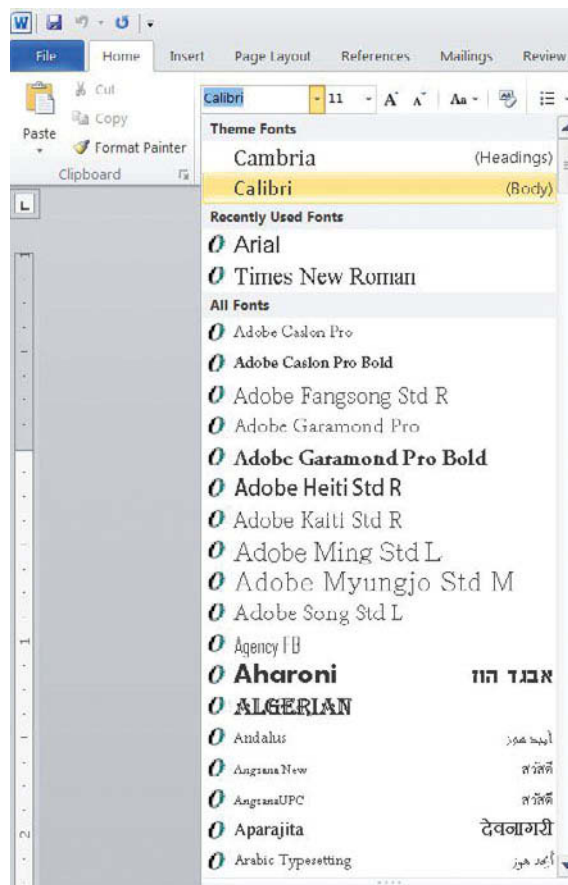 File Home Insert Page Layout References Mailings Review
Cut
Calibri 11 A A Aa
Paste Copy
Format Painter
Theme Fonts
Clipboard
Cambria (Headings)
Calibri (Body)
L
Recently Used Fonts
O Arial
O Times New Roman
All Fonts
O Adobe Caslon Pro
O Adobe Caslon Pro Bold
O Adobe Fangsong Std R
O Adobe Garamond Pro
O Adobe Garamond Pro Bold
O Adobe Heiti Std R
O Adobe Kaiti Std R
O Adobe Ming Std L
O Adobe Myungjo Std M
O Adobe Song Std L
O Agency FB
O Aharoni אבגד הוז
O ALGERIAN
O Andalus أبجد هوز
O Angsana New สวัสดี
O AngsanaUPC สวัสดี
O Aparajita देवनागरी
O Arabic Typesetting أبجد هوز